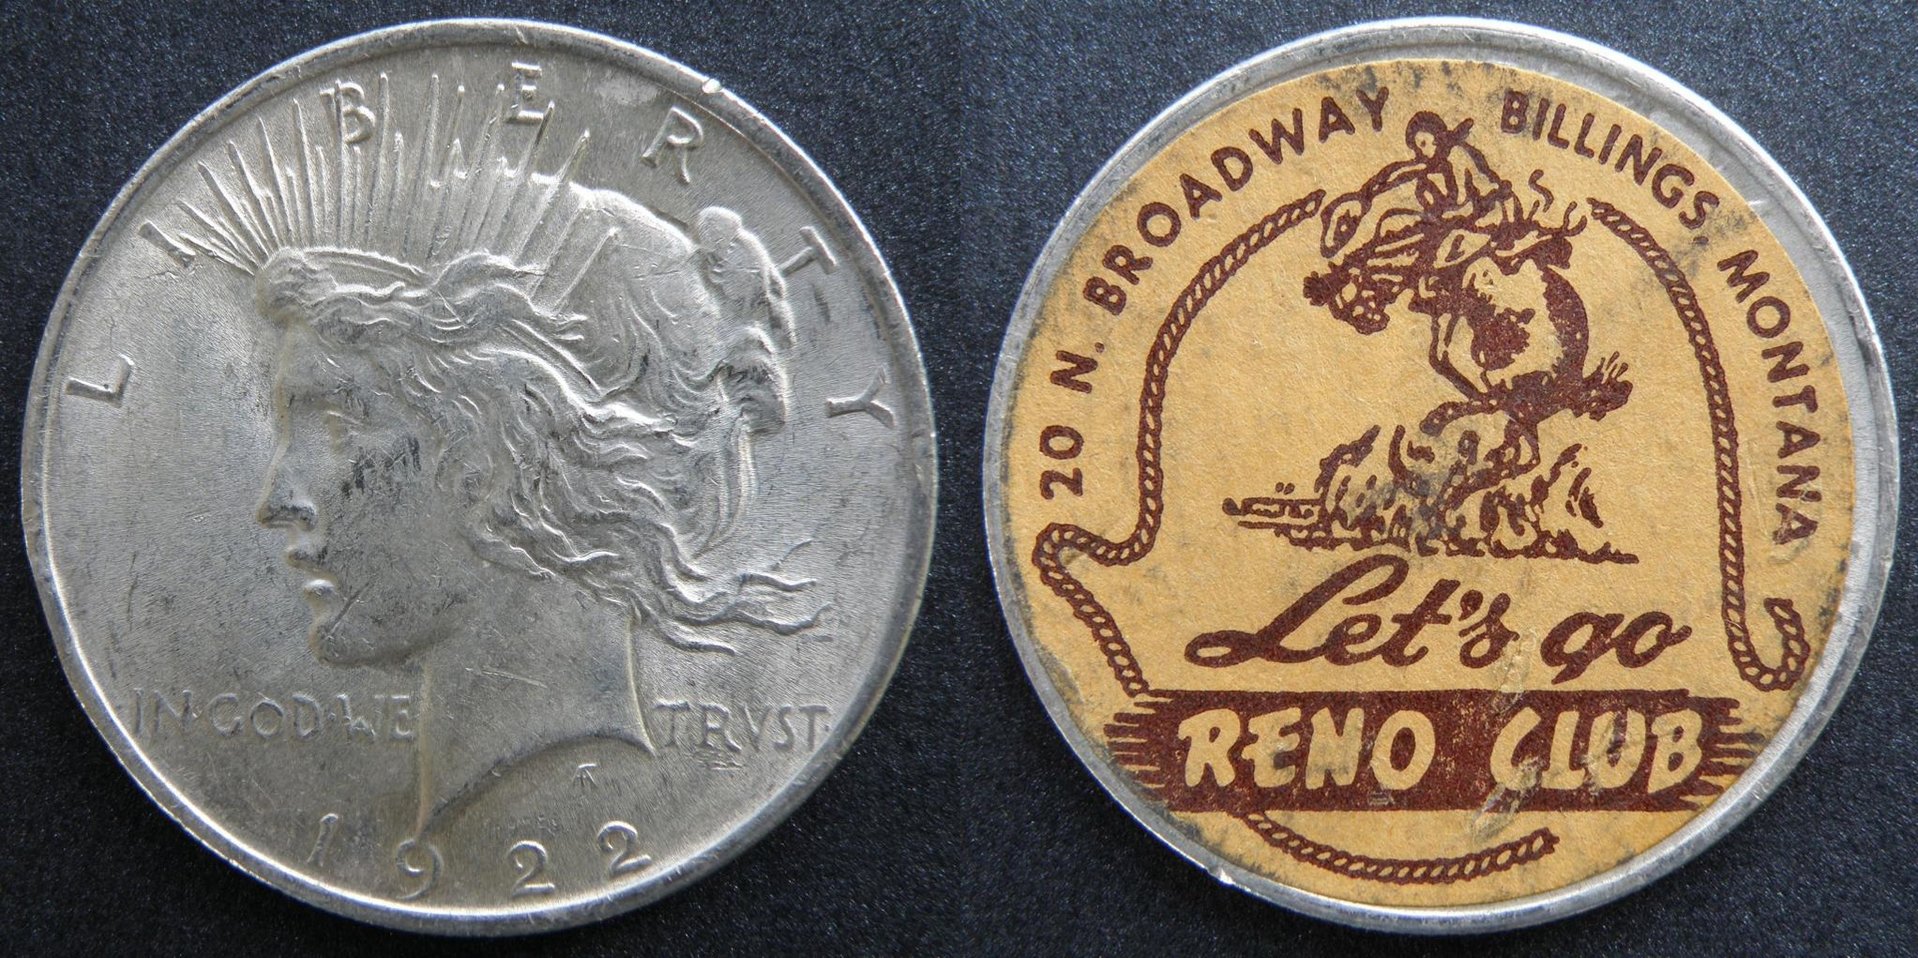 LIBERTY
IN·GOD·WE TRVST·
1922
20 N. BROADWAY BILLINGS MONTANA
Let's go
RENO CLUB